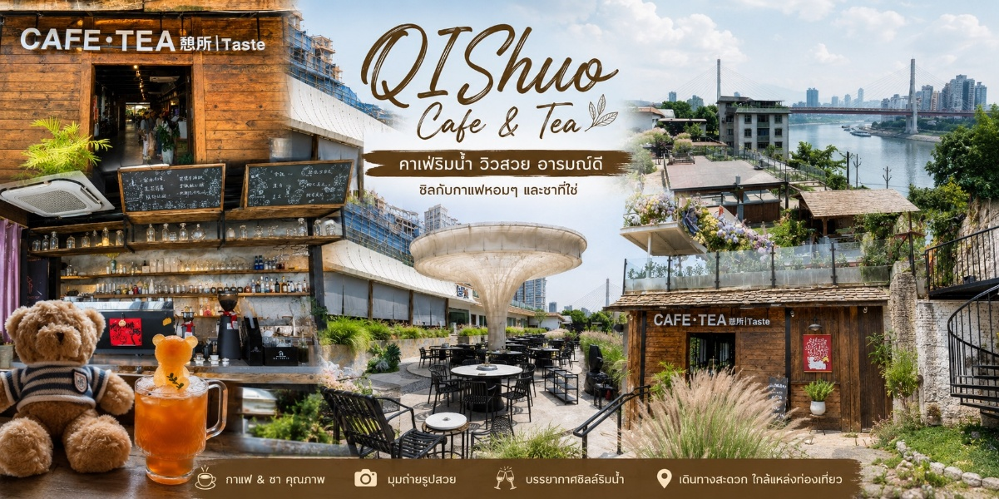 CAFE·TEA 憩所|Taste
QIShuo
Cafe & Tea
คาเฟ่ริมน้ำ วิวสวย อารมณ์ดี
ชิลกับกาแฟหอมๆ และชาที่ใช่
CAFE·TEA 憩所|Taste
กาแฟ & ชา คุณภาพ
มุมถ่ายรูปสวย
บรรยากาศชิลล์ริมน้ำ
เดินทางสะดวก ใกล้แหล่งท่องเที่ยว